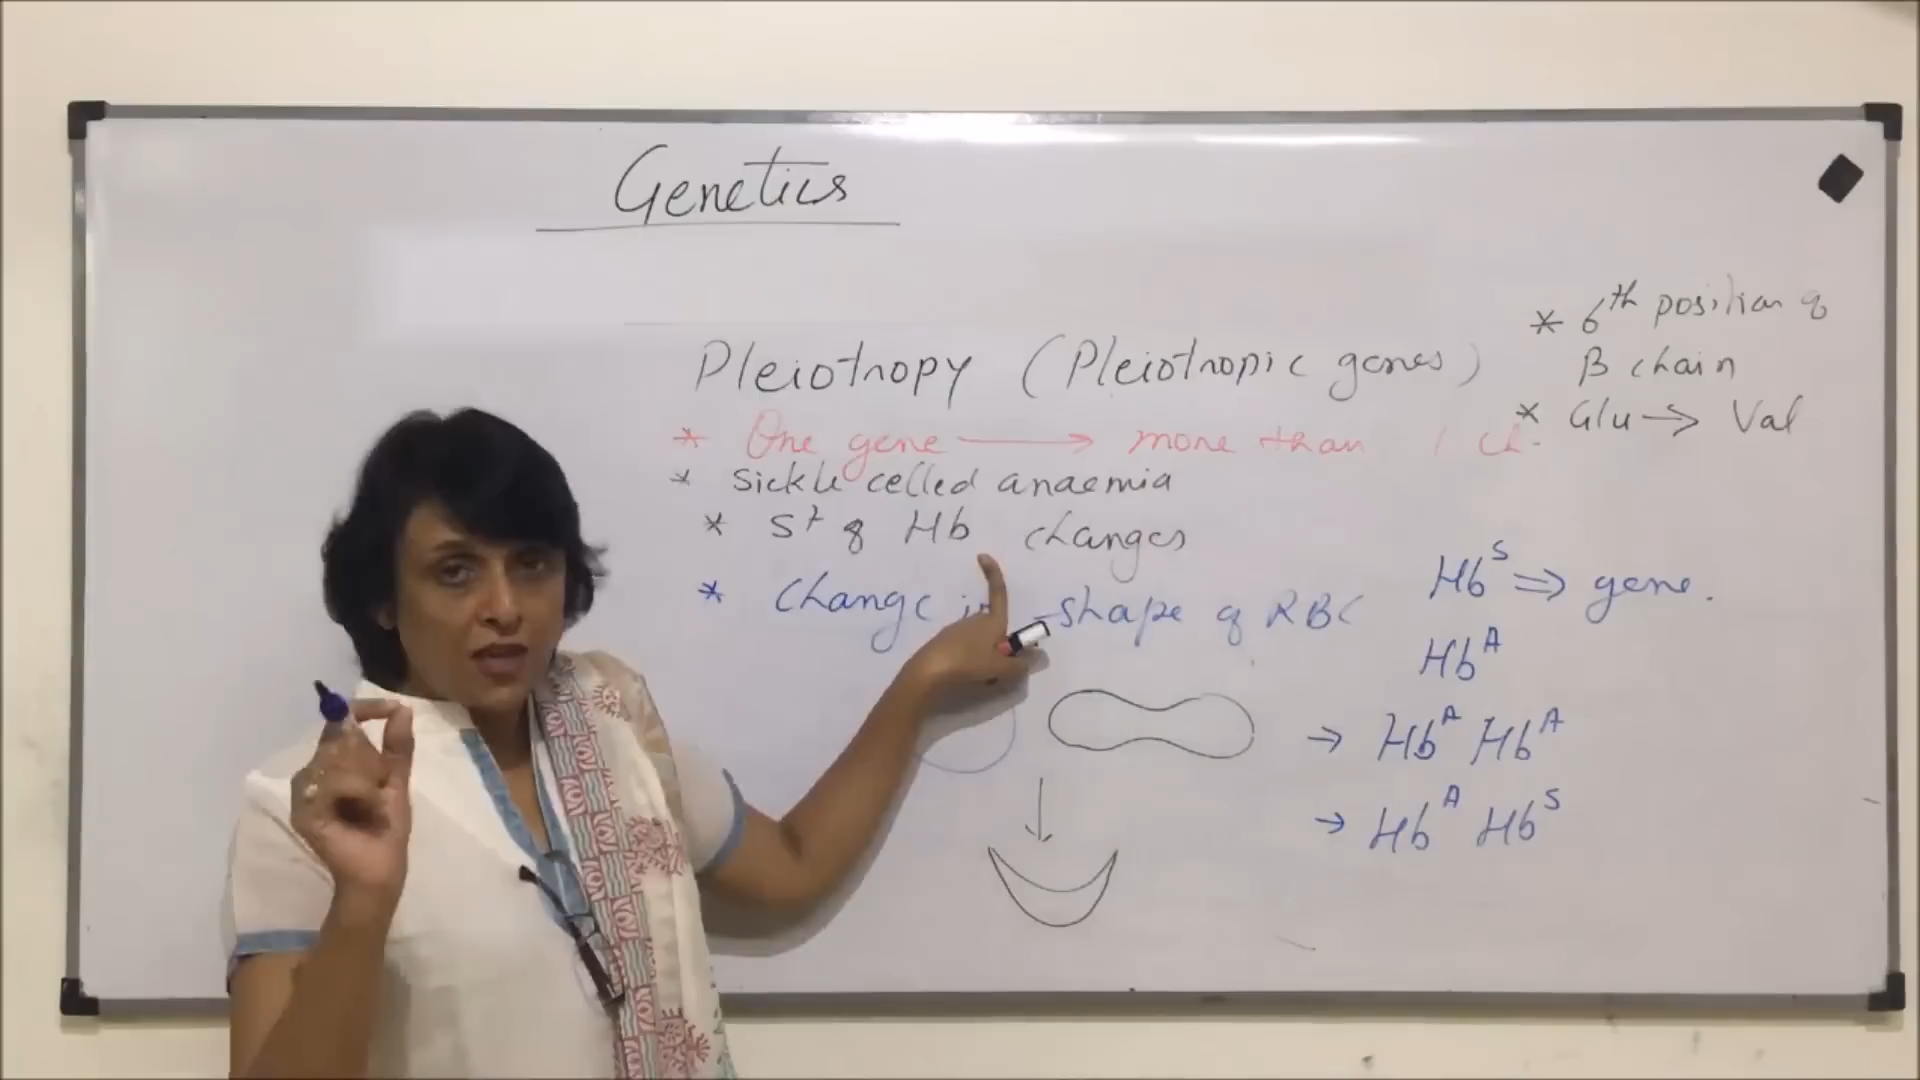 Genetics
Pleiotropy (Pleiotropic genes)
* One gene → more than 1 ch.
* Sickle celled anaemia
* St of Hb changes
* Change in shape of RBC
* 6th position of
β chain
* Glu → Val
Hb^S ⇒ gene.
Hb^A
→ Hb^A Hb^A
→ Hb^A Hb^S